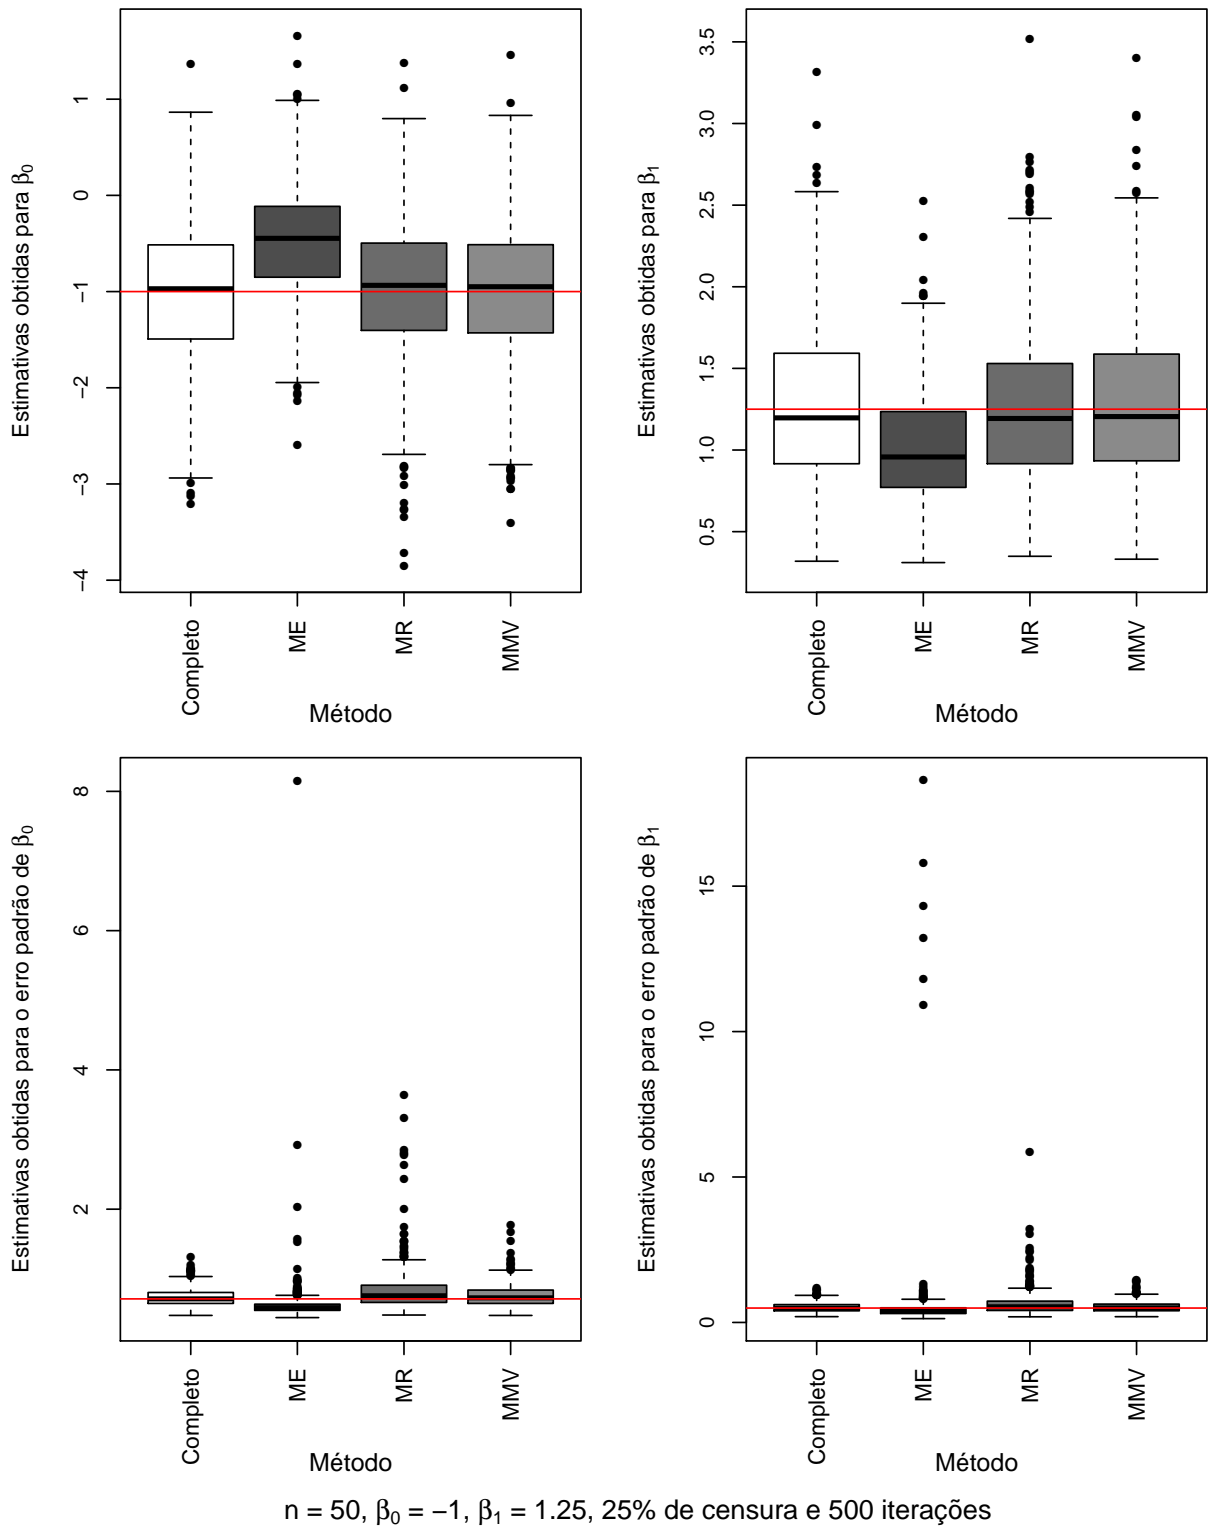 Estimativas obtidas para β0
1
0
−1
−2
−3
−4
Completo
ME
MR
MMV
Método
Estimativas obtidas para β1
3.5
3.0
2.5
2.0
1.5
1.0
0.5
Completo
ME
MR
MMV
Método
Estimativas obtidas para o erro padrão de β0
8
6
4
2
Completo
ME
MR
MMV
Método
Estimativas obtidas para o erro padrão de β1
15
10
5
0
Completo
ME
MR
MMV
Método
n = 50, β0 = −1, β1 = 1.25, 25% de censura e 500 iterações